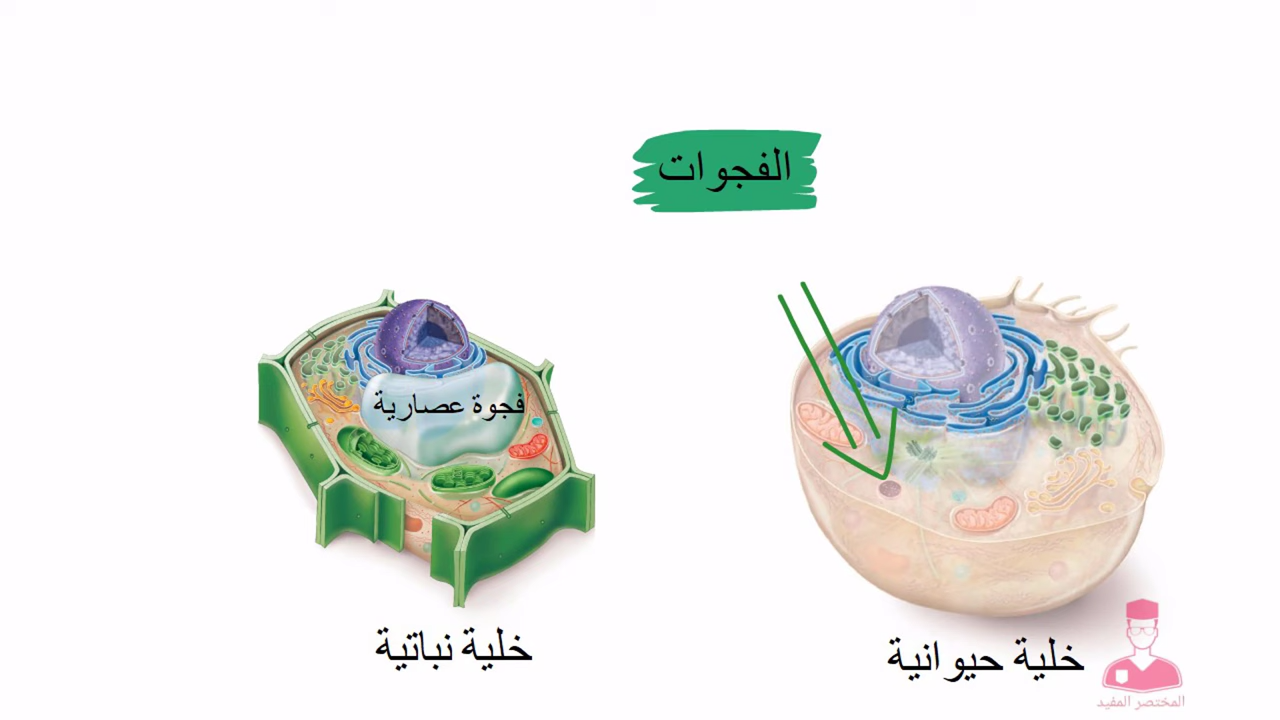 الفجوات
فجوة عصارية
خلية نباتية
خلية حيوانية
المختصر المفيد